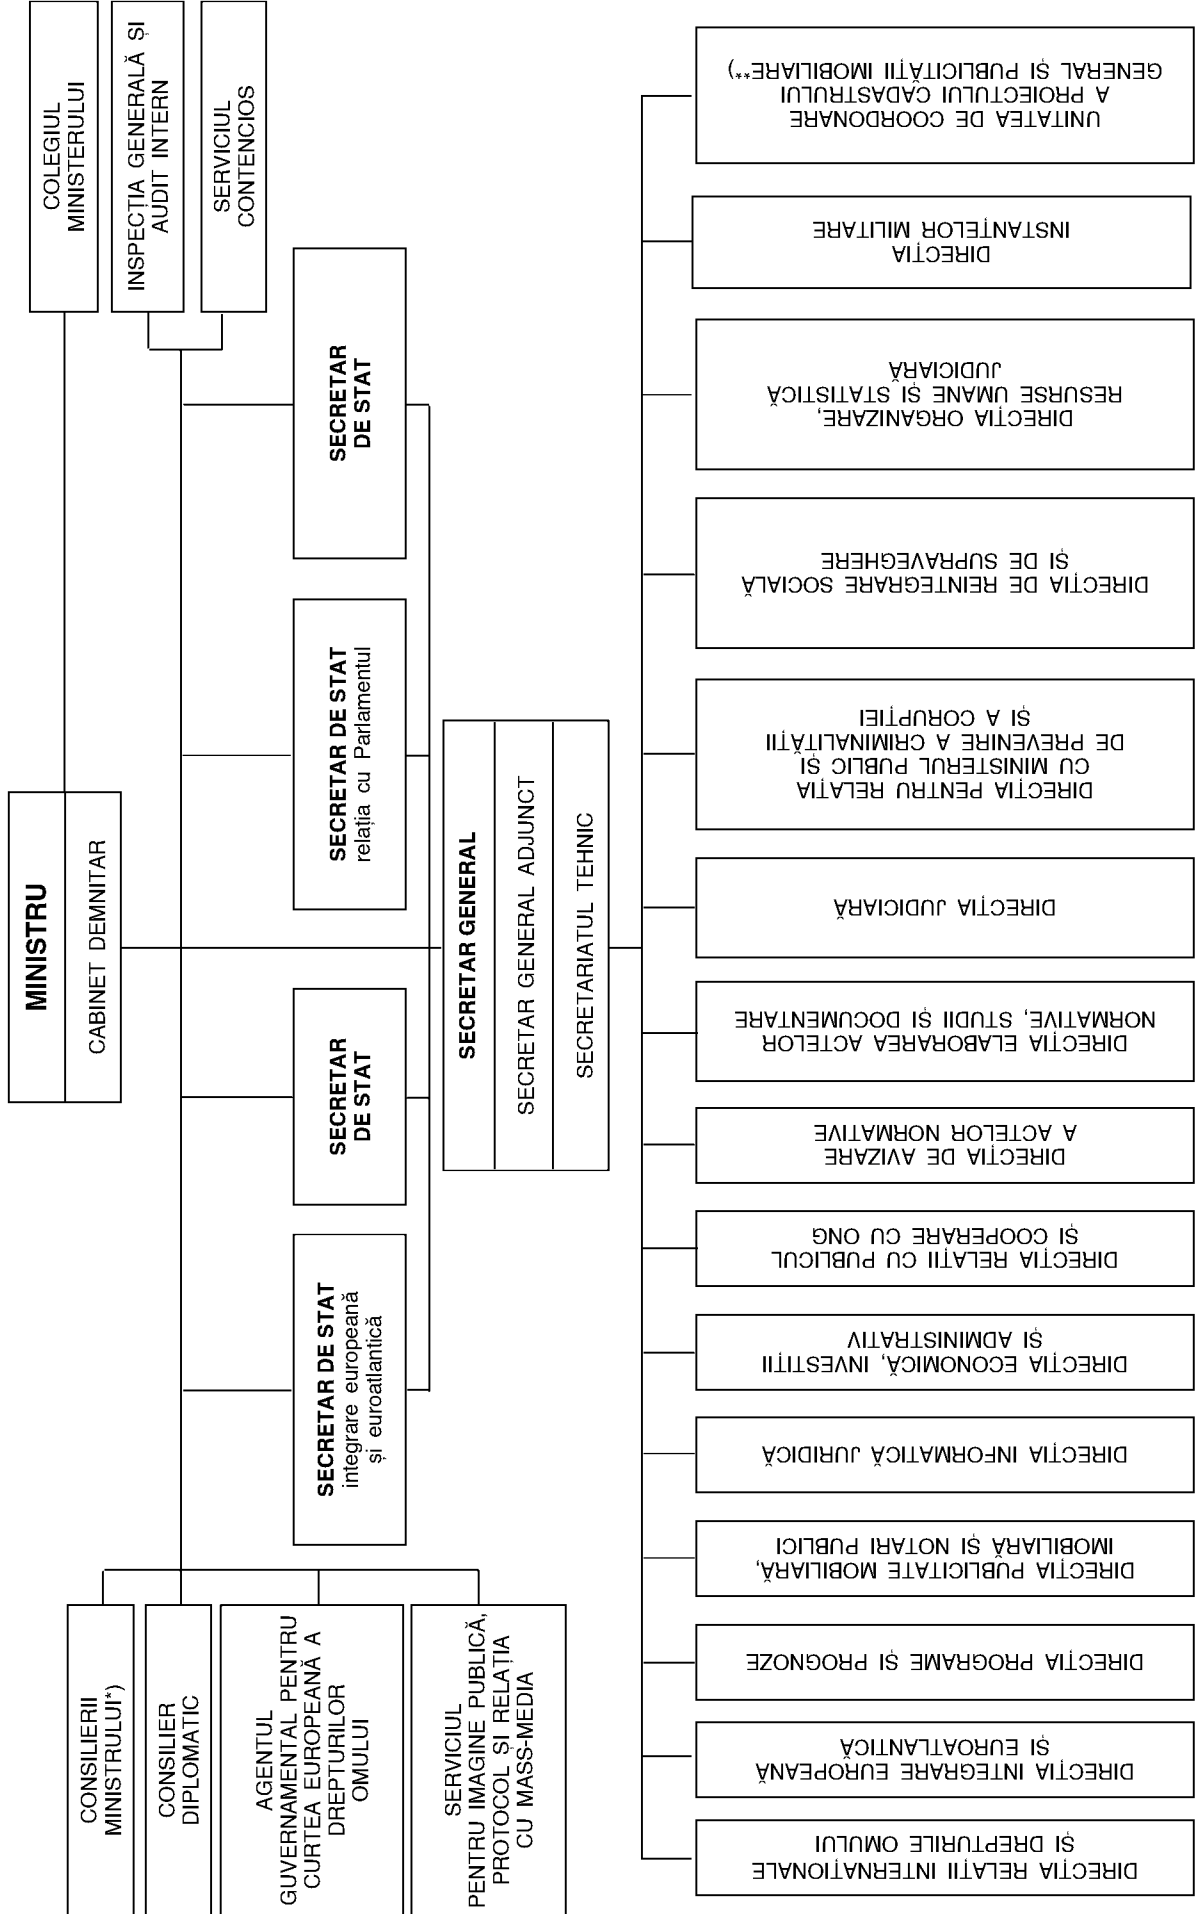 MINISTRU
CABINET DEMNITAR
COLEGIUL
MINISTERULUI
INSPECȚIA GENERALĂ ȘI
AUDIT INTERN
SERVICIUL
CONTENCIOS
CONSILIERII
MINISTRULUI*)
CONSILIER
DIPLOMATIC
AGENTUL
GUVERNAMENTAL PENTRU
CURTEA EUROPEANĂ A
DREPTURILOR
OMULUI
SERVICIUL
PENTRU IMAGINE PUBLICĂ,
PROTOCOL ȘI RELAȚIA
CU MASS-MEDIA
SECRETAR DE STAT
integrare europeană
și euroatlantică
SECRETAR
DE STAT
SECRETAR DE STAT
relația cu Parlamentul
SECRETAR
DE STAT
SECRETAR GENERAL
SECRETAR GENERAL ADJUNCT
SECRETARIATUL TEHNIC
DIRECȚIA RELAȚII INTERNAȚIONALE
ȘI DREPTURILE OMULUI
DIRECȚIA INTEGRARE EUROPEANĂ
ȘI EUROATLANTICĂ
DIRECȚIA PROGRAME ȘI PROGNOZE
DIRECȚIA PUBLICITATE MOBILIARĂ,
IMOBILIARĂ ȘI NOTARI PUBLICI
DIRECȚIA INFORMATICĂ JURIDICĂ
DIRECȚIA ECONOMICĂ, INVESTIȚII
ȘI ADMINISTRATIV
DIRECȚIA RELAȚII CU PUBLICUL
ȘI COOPERARE CU ONG
DIRECȚIA DE AVIZARE
A ACTELOR NORMATIVE
DIRECȚIA ELABORAREA ACTELOR
NORMATIVE, STUDII ȘI DOCUMENTARE
DIRECȚIA JUDICIARĂ
DIRECȚIA PENTRU RELAȚIA
CU MINISTERUL PUBLIC ȘI
DE PREVENIRE A CRIMINALITĂȚII
ȘI A CORUPȚIEI
DIRECȚIA DE REINTEGRARE SOCIALĂ
ȘI DE SUPRAVEGHERE
DIRECȚIA ORGANIZARE,
RESURSE UMANE ȘI STATISTICĂ
JUDICIARĂ
DIRECȚIA
INSTANȚELOR MILITARE
UNITATEA DE COORDONARE
A PROIECTULUI CADASTRULUI
GENERAL ȘI PUBLICITĂȚII IMOBILIARE**)